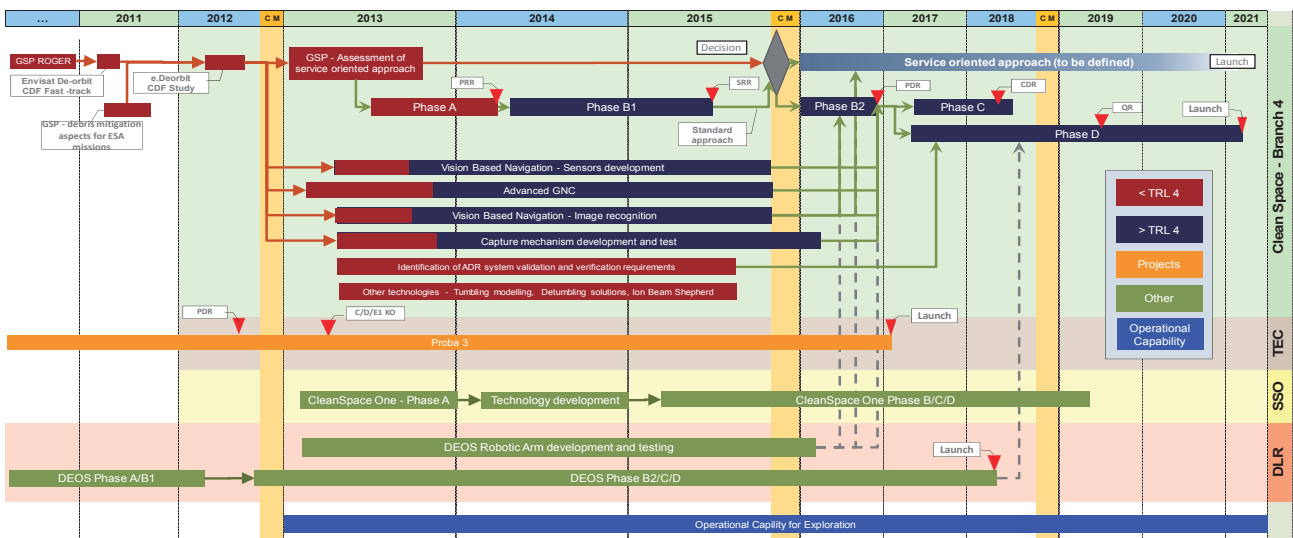 ... 2011 2012 C M 2013 2014 2015 C M 2016 2017 2018 C M 2019 2020 2021
GSP ROGER
Envisat De-orbit
CDF Fast -track
e.Deorbit
CDF Study
GSP - debris mitigation
aspects for ESA
missions
GSP - Assessment of
service oriented approach
Decision
Service oriented approach (to be defined)
Launch
PRR
Phase A
Phase B1
SRR
Standard
approach
Phase B2
PDR
Phase C
CDR
QR
Launch
Phase D
Vision Based Navigation - Sensors development
Advanced GNC
Vision Based Navigation - Image recognition
Capture mechanism development and test
Identification of ADR system validation and verification requirements
Other technologies - Tumbling modelling, Detumbling solutions, Ion Beam Shepherd
< TRL 4
> TRL 4
Projects
Other
Operational
Capability
Clean Space - Branch 4
PDR
C/D/E1 KO
Launch
Proba 3
TEC
CleanSpace One - Phase A
Technology development
CleanSpace One Phase B/C/D
SSO
DEOS Robotic Arm development and testing
Launch
DEOS Phase A/B1
DEOS Phase B2/C/D
DLR
Operational Capility for Exploration